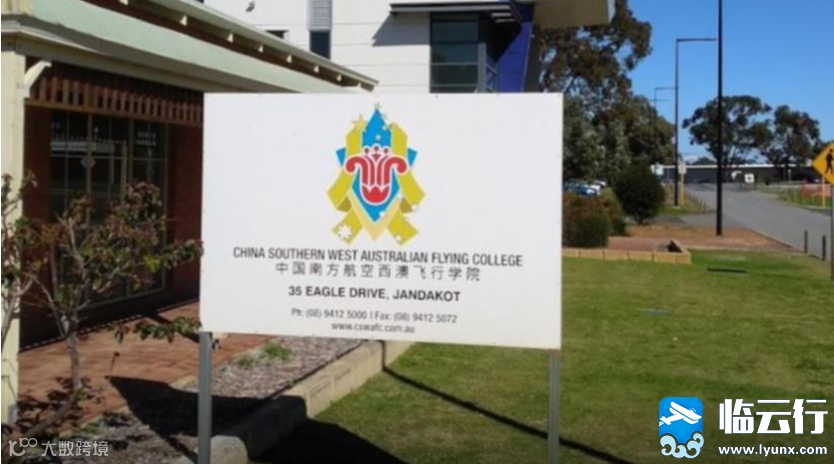 CHINA SOUTHERN WEST AUSTRALIAN FLYING COLLEGE
中国南方航空西澳飞行学院
35 EAGLE DRIVE, JANDAKOT
Ph: (08) 9412 5000 | Fax: (08) 9412 5072
www.cswafc.com.au
大数跨境
临云行
www.lyunx.com